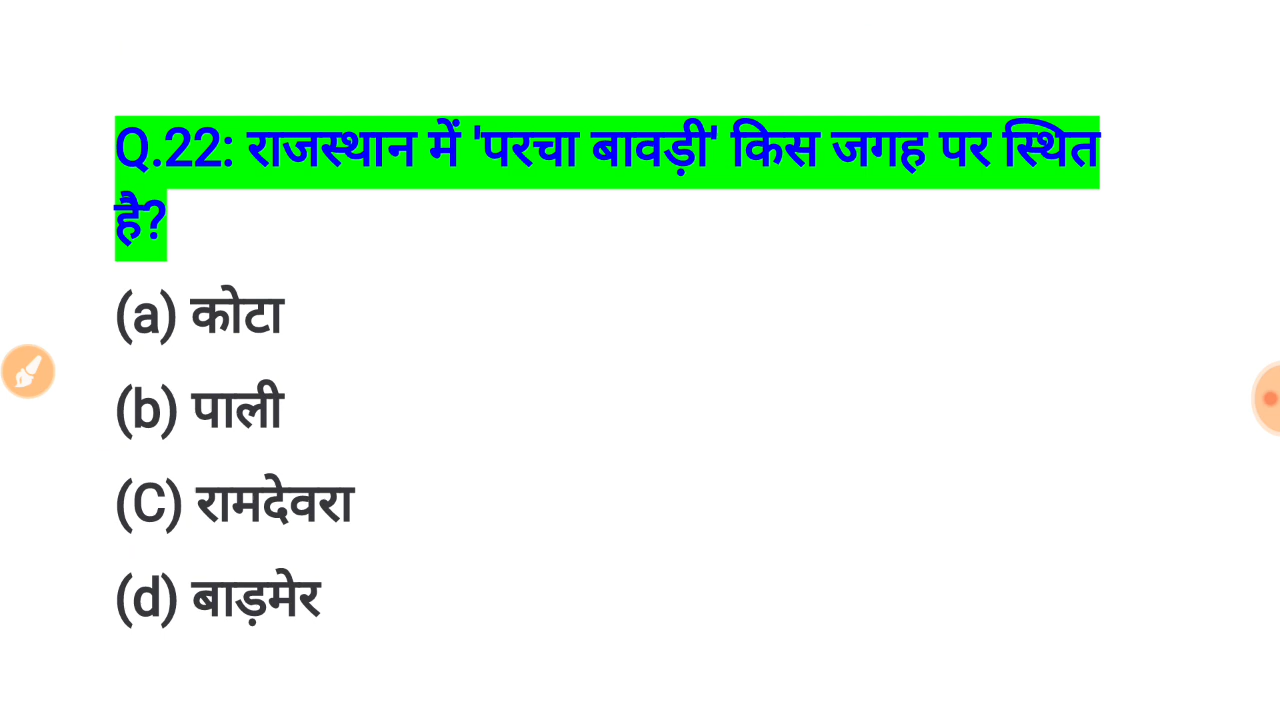 Q.22: राजस्थान में 'परचा बावड़ी' किस जगह पर स्थित
है?
(a) कोटा
(b) पाली
(C) रामदेवरा
(d) बाड़मेर